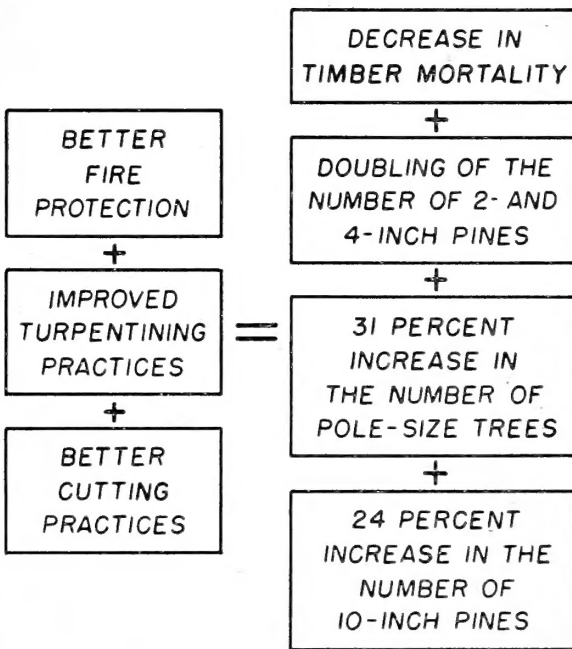 BETTER
FIRE
PROTECTION
+
IMPROVED
TURPENTINING
PRACTICES
+
BETTER
CUTTING
PRACTICES
=
DECREASE IN
TIMBER MORTALITY
+
DOUBLING OF THE
NUMBER OF 2- AND
4-INCH PINES
+
31 PERCENT
INCREASE IN
THE NUMBER OF
POLE-SIZE TREES
+
24 PERCENT
INCREASE IN THE
NUMBER OF
10-INCH PINES